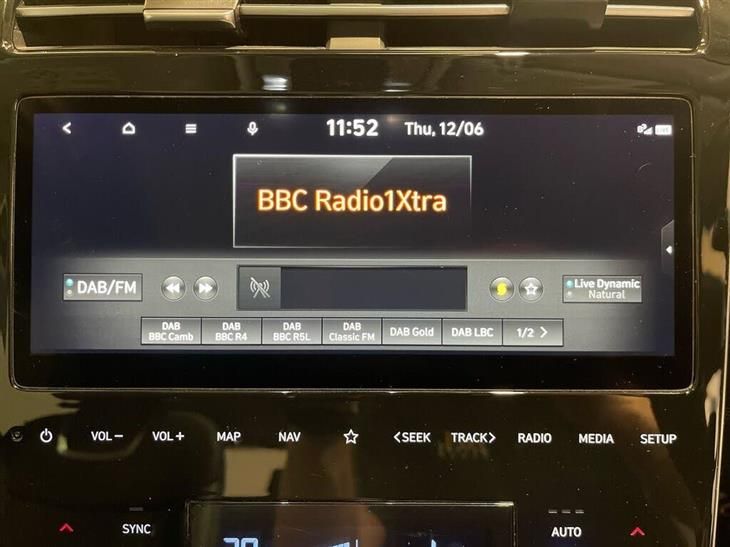 11:52 Thu, 12/06
BBC Radio1Xtra
DAB/FM
Live Dynamic
Natural
DAB
BBC Camb
DAB
BBC R4
DAB
BBC R5L
DAB
Classic FM
DAB Gold
DAB LBC
1/2 >
VOL− VOL+ MAP NAV <SEEK TRACK> RADIO MEDIA SETUP
SYNC AUTO